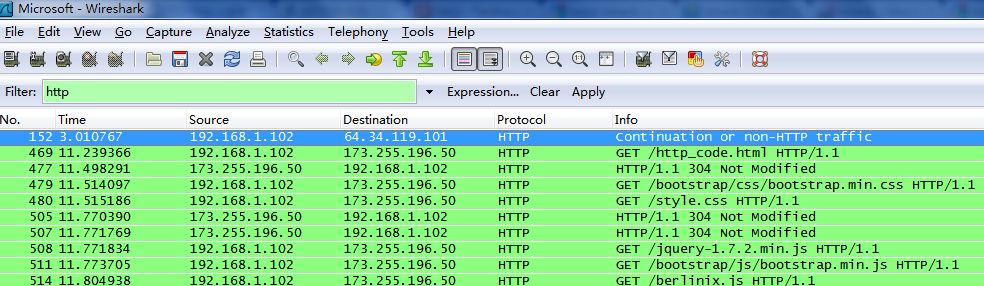 Microsoft - Wireshark
File Edit View Go Capture Analyze Statistics Telephony Tools Help
Filter: http Expression... Clear Apply
No. Time Source Destination Protocol Info
152 3.010767 192.168.1.102 64.34.119.101 HTTP Continuation or non-HTTP traffic
469 11.239366 192.168.1.102 173.255.196.50 HTTP GET /http_code.html HTTP/1.1
477 11.498291 173.255.196.50 192.168.1.102 HTTP HTTP/1.1 304 Not Modified
479 11.514097 192.168.1.102 173.255.196.50 HTTP GET /bootstrap/css/bootstrap.min.css HTTP/1.1
480 11.515186 192.168.1.102 173.255.196.50 HTTP GET /style.css HTTP/1.1
505 11.770390 173.255.196.50 192.168.1.102 HTTP HTTP/1.1 304 Not Modified
507 11.771769 173.255.196.50 192.168.1.102 HTTP HTTP/1.1 304 Not Modified
508 11.771834 192.168.1.102 173.255.196.50 HTTP GET /jquery-1.7.2.min.js HTTP/1.1
511 11.773705 192.168.1.102 173.255.196.50 HTTP GET /bootstrap/js/bootstrap.min.js HTTP/1.1
514 11.804938 192.168.1.102 173.255.196.50 HTTP GET /berlinix.js HTTP/1.1